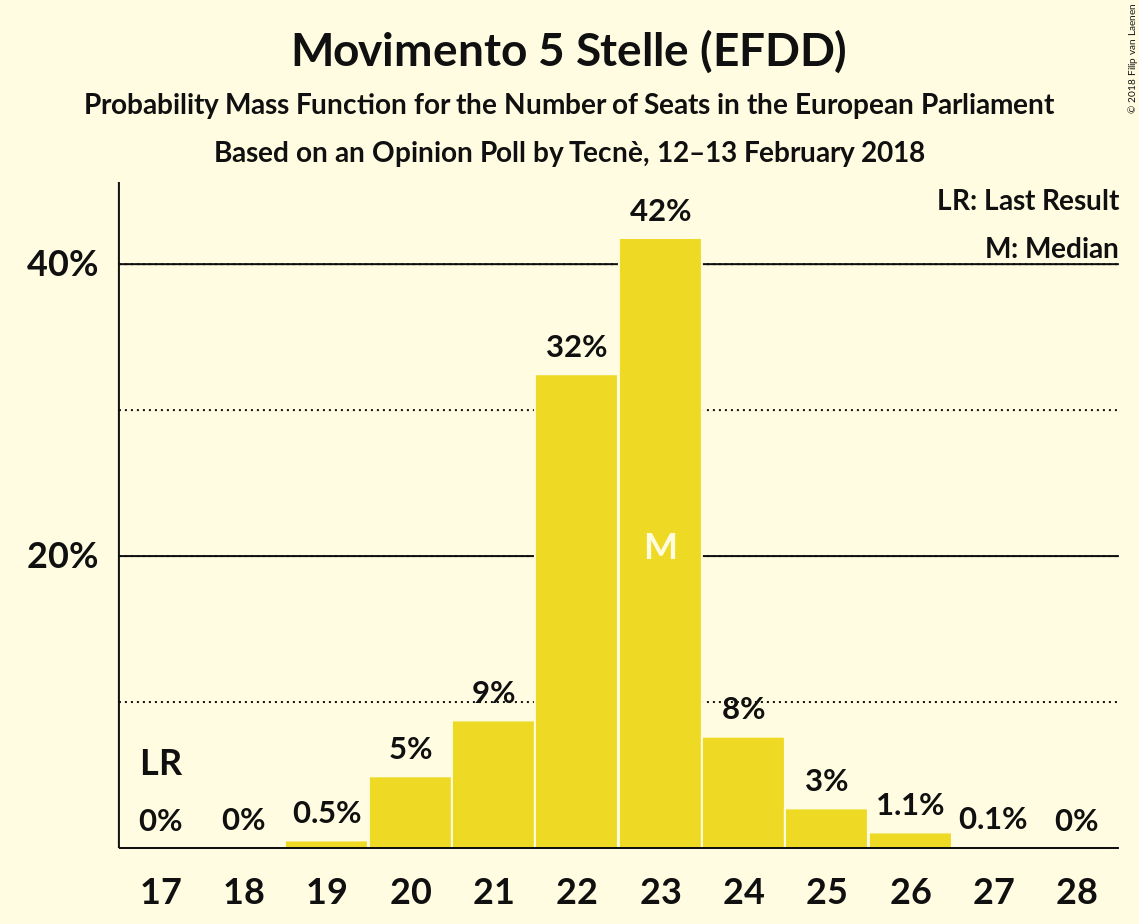 Movimento 5 Stelle (EFDD)
Probability Mass Function for the Number of Seats in the European Parliament
Based on an Opinion Poll by Tecnè, 12–13 February 2018
© 2018 Filip van Laenen
LR: Last Result
M: Median
40%
20%
LR
0%
0%
0.5%
5%
9%
32%
42%
M
8%
3%
1.1%
0.1%
0%
17 18 19 20 21 22 23 24 25 26 27 28